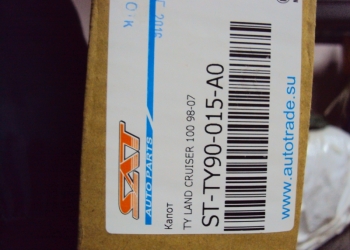 SAT
AUTO PARTS
Капот
TY LAND CRUISER 100 98-07
ST-TY90-015-A0
www.autotrade.su